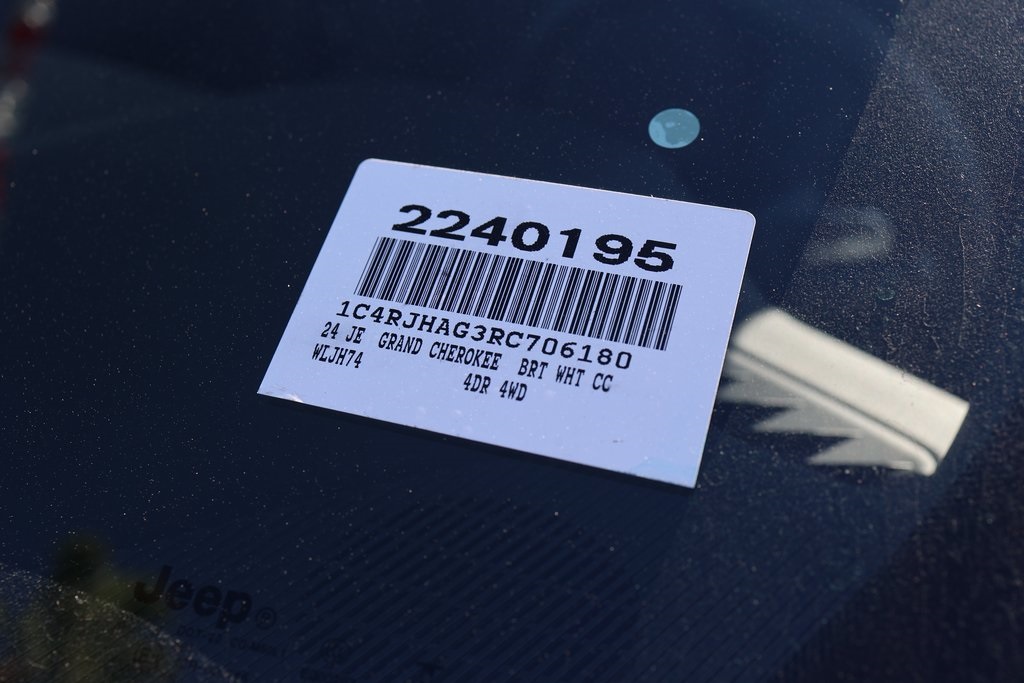 2240195
1C4RJHAG3RC706180
24 JE GRAND CHEROKEE BRT WHT CC
WLJH74 4DR 4WD
Jeep®